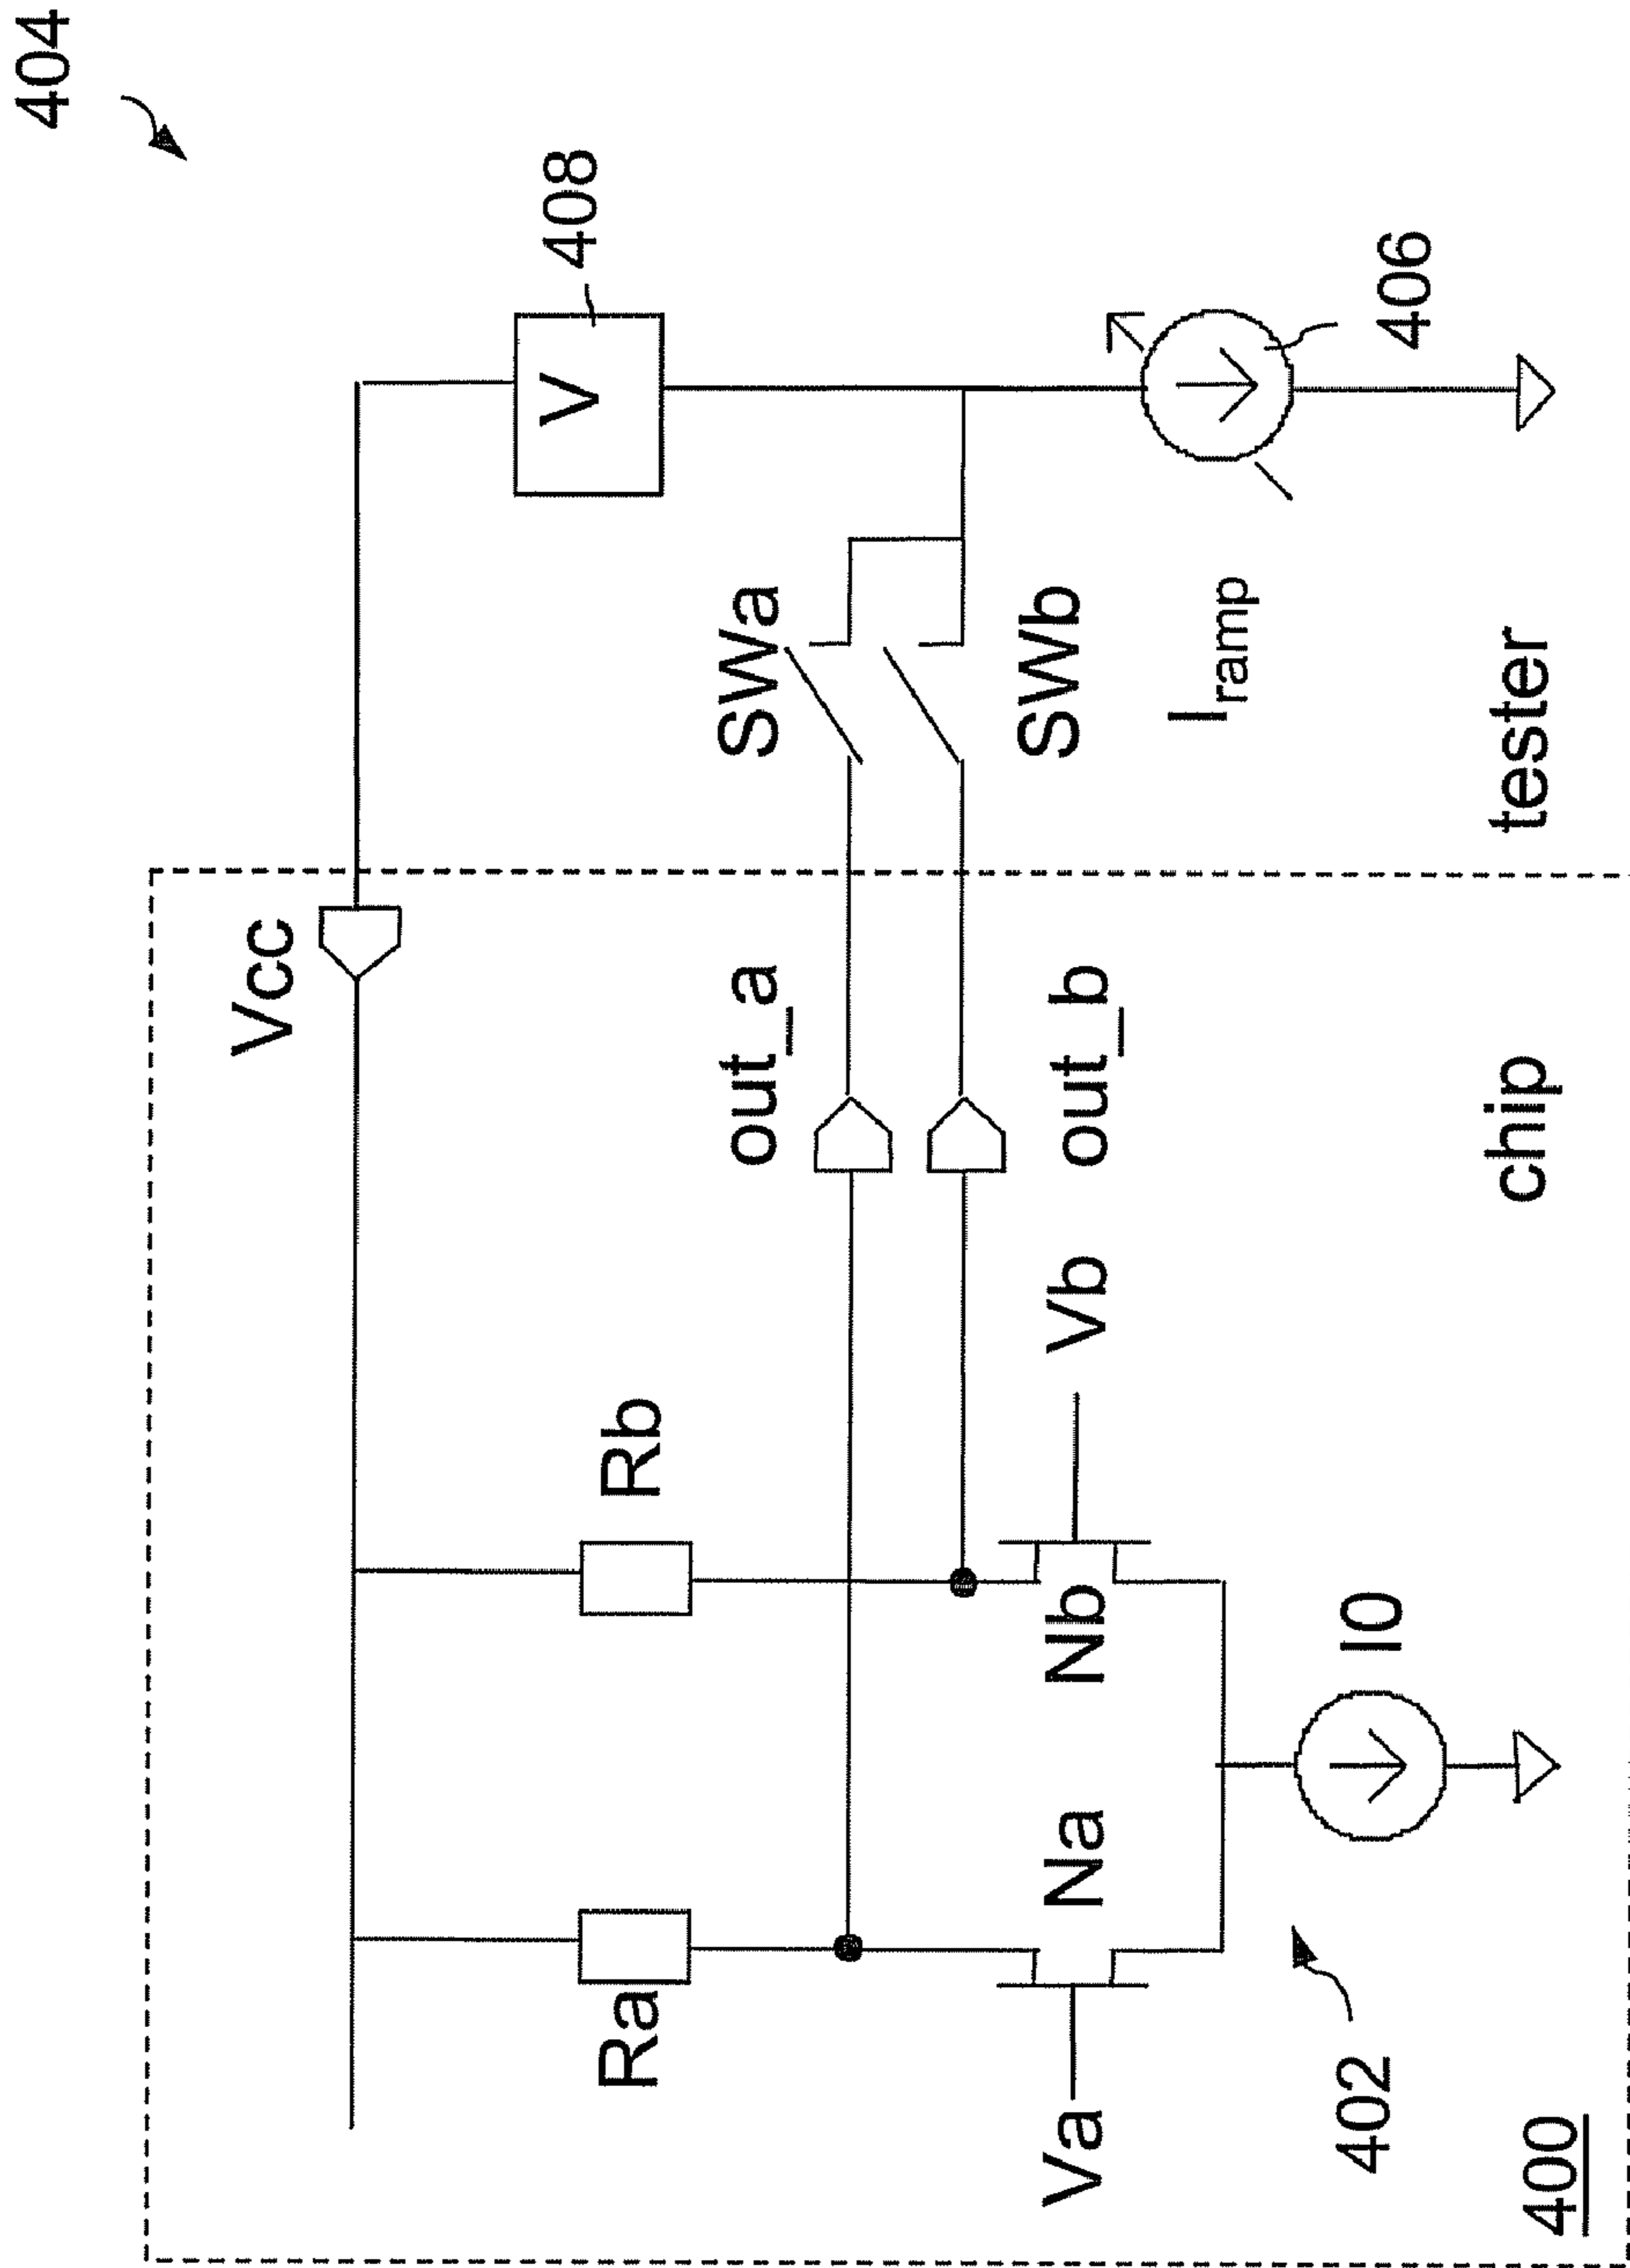 404
Vcc
V
408
Ra
Rb
out_a
SWa
Va
Na
Nb
Vb
out_b
SWb
Iramp
406
402
I0
400
chip
tester